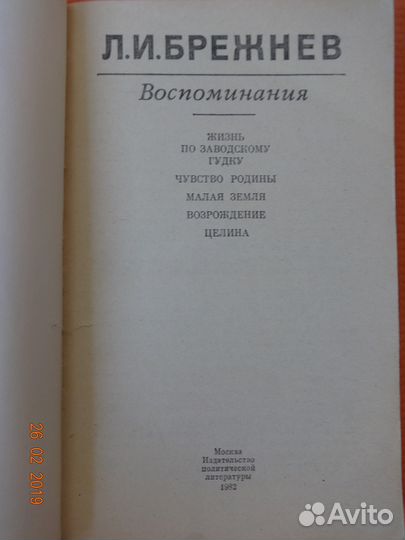 Л.И.БРЕЖНЕВ
Воспоминания
ЖИЗНЬ
ПО ЗАВОДСКОМУ
ГУДКУ
ЧУВСТВО РОДИНЫ
МАЛАЯ ЗЕМЛЯ
ВОЗРОЖДЕНИЕ
ЦЕЛИНА
Москва
Издательство
политической
литературы
1982
26 02 2019
Avito